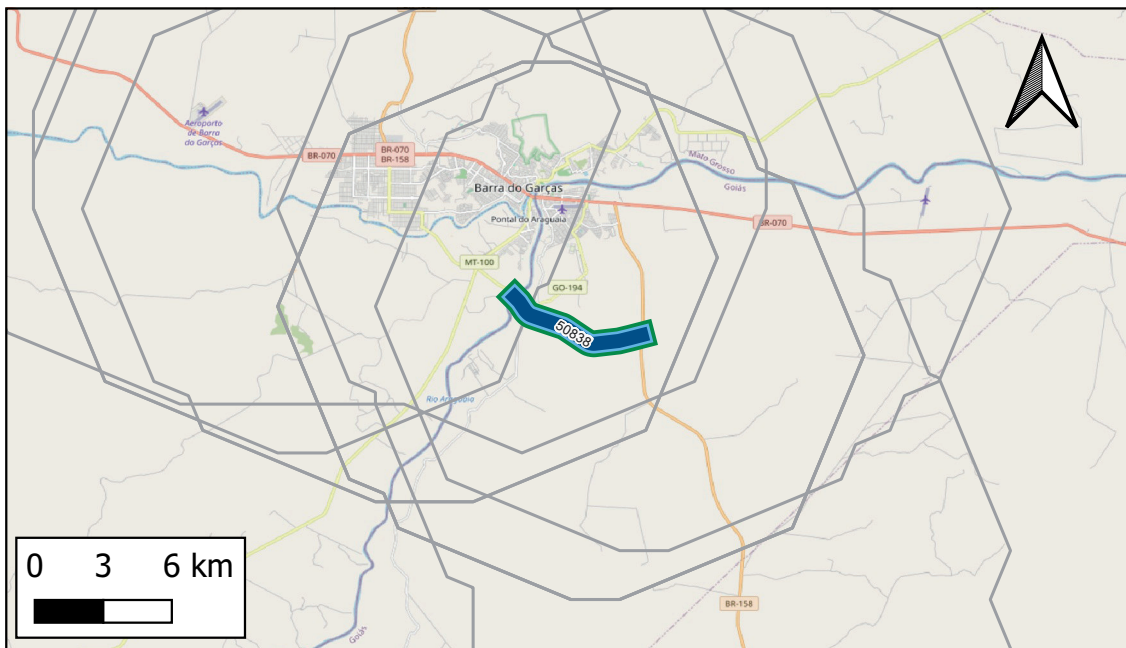 Aeroporto
de Barra
do Garças
BR-070
BR-070
BR-158
Mato Grosso
Goiás
Barra do Garças
Pontal do Araguaia
BR-070
MT-100
GO-194
50838
Rio Araguaia
BR-158
Goiás
0 3 6 km